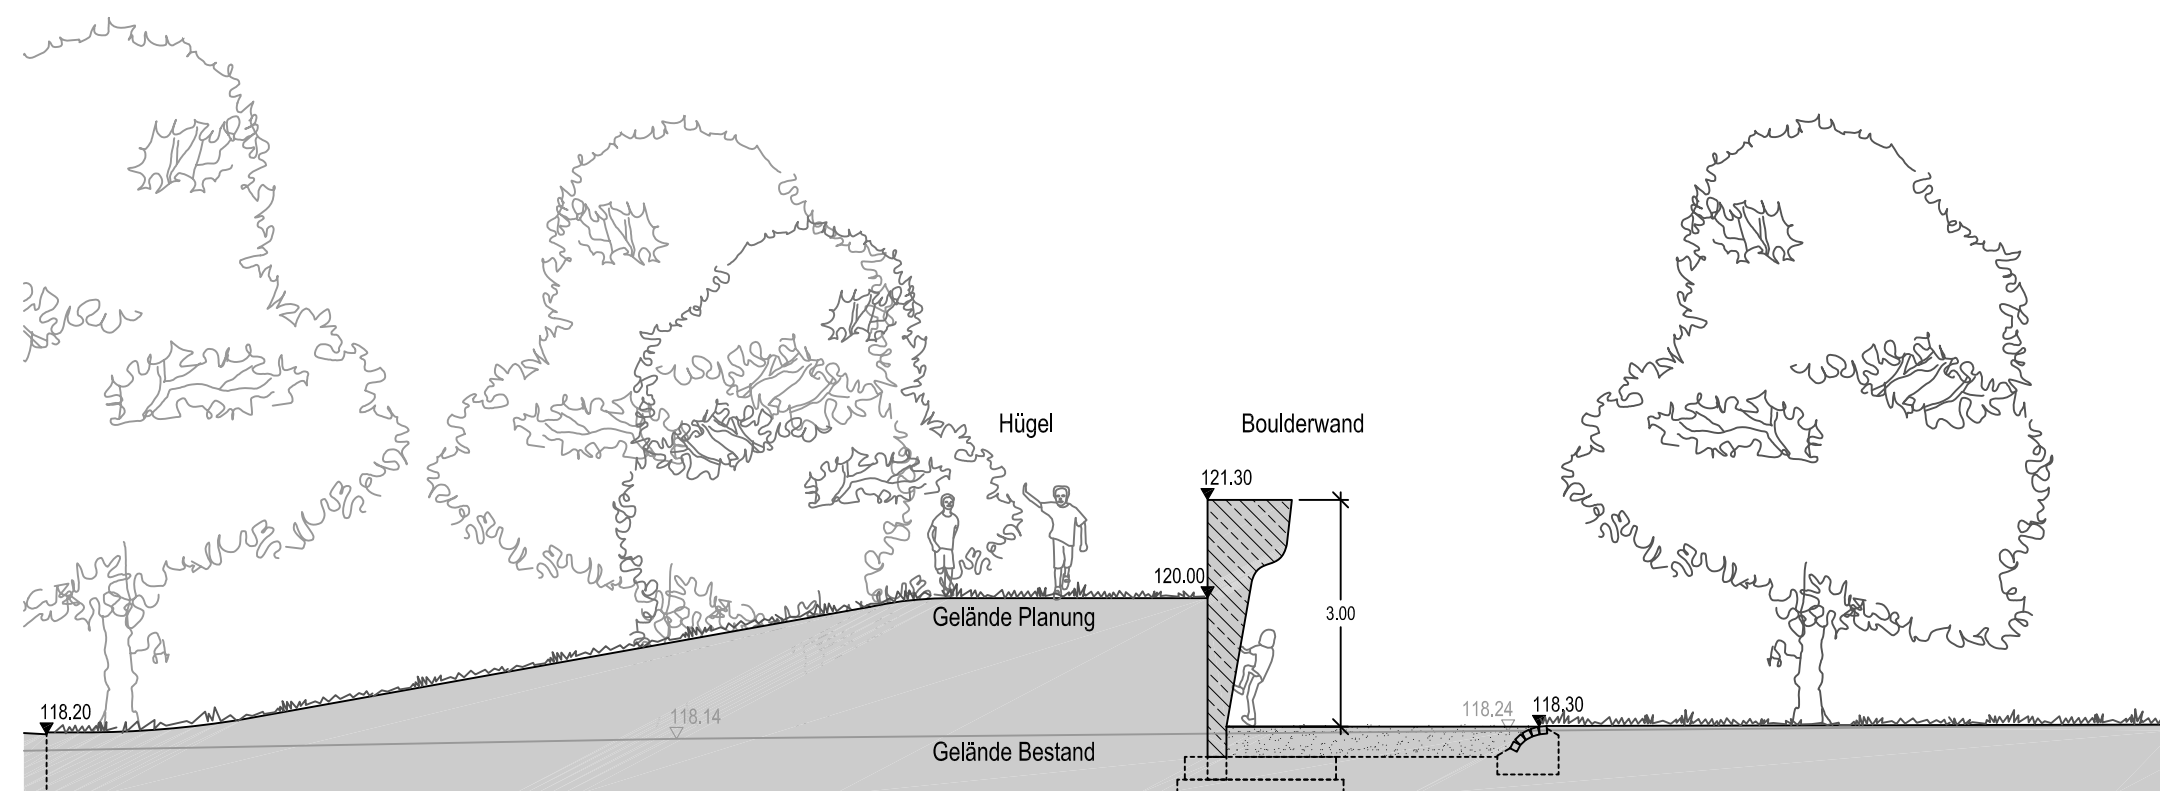 Hügel
Boulderwand
121.30
120.00
Gelände Planung
3.00
118.20
118.14
118.24
118.30
Gelände Bestand